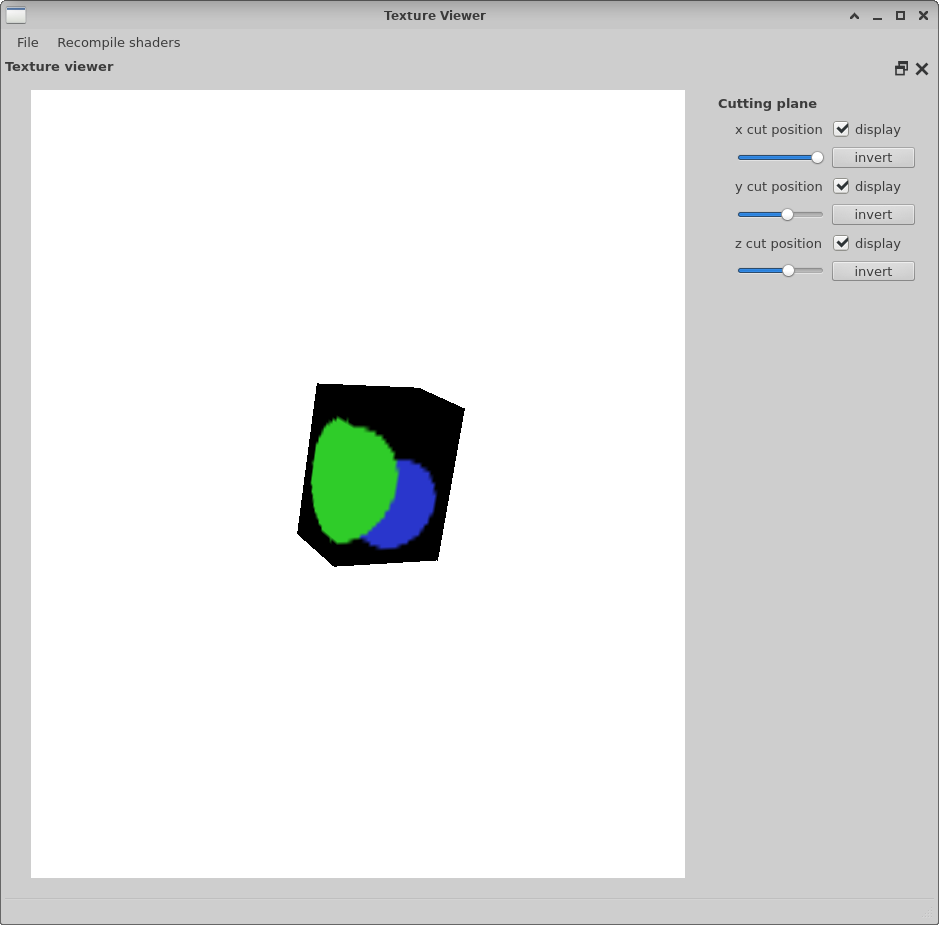 Texture Viewer
File Recompile shaders
Texture viewer
Cutting plane
x cut position display
invert
y cut position display
invert
z cut position display
invert